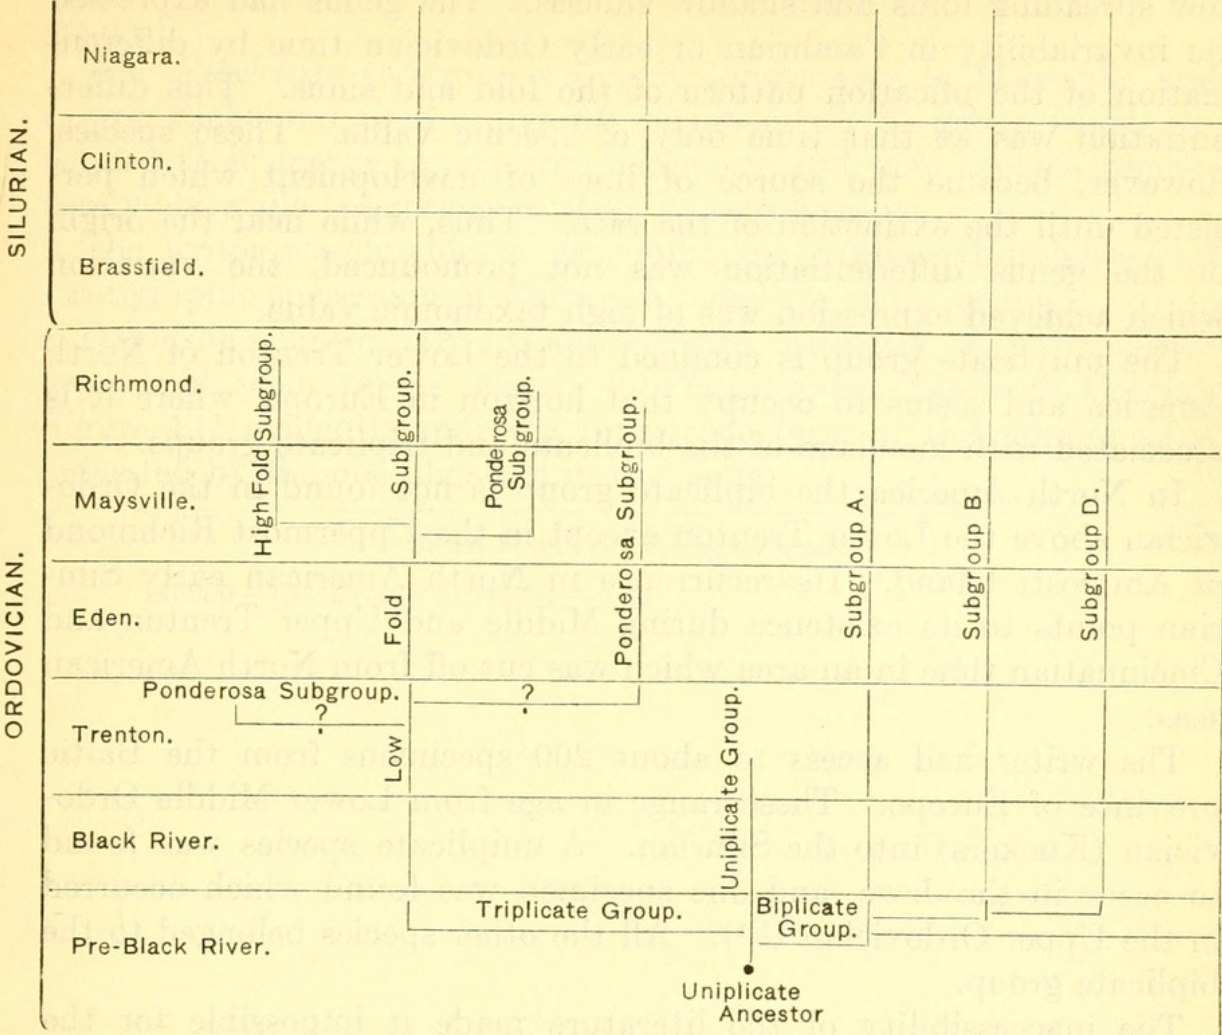 SILURIAN.
Niagara.
Clinton.
Brassfield.
ORDOVICIAN.
Richmond.
Maysville.
Eden.
Trenton.
Black River.
Pre-Black River.
High Fold Subgroup.
Low Fold Subgroup.
Ponderosa
Subgroup.
Ponderosa Subgroup.
Subgroup A.
Subgroup B.
Subgroup D.
Ponderosa Subgroup.
?
?
Uniplicate Group.
Triplicate Group.
Biplicate
Group.
Uniplicate
Ancestor